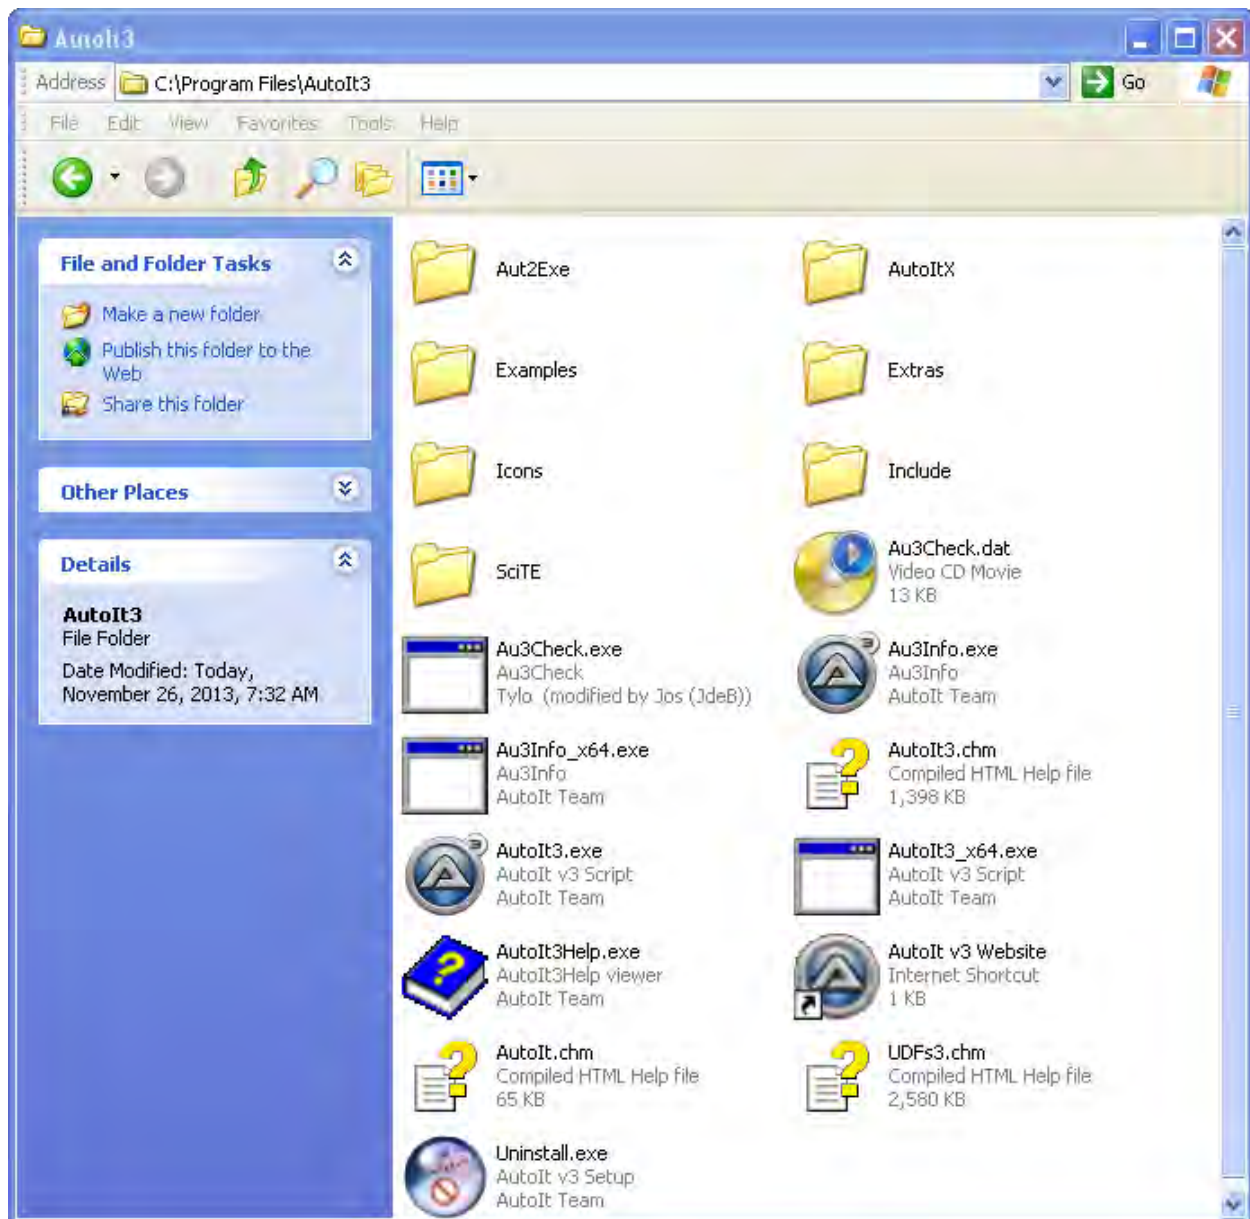 AutoIt3
Address C:\Program Files\AutoIt3 Go
File Edit View Favorites Tools Help
File and Folder Tasks
Make a new folder
Publish this folder to the
Web
Share this folder
Other Places
Details
AutoIt3
File Folder
Date Modified: Today,
November 26, 2013, 7:32 AM
Aut2Exe
AutoItX
Examples
Extras
Icons
Include
SciTE
Au3Check.dat
Video CD Movie
13 KB
Au3Check.exe
Au3Check
Tylo (modified by Jos (JdeB))
Au3Info.exe
Au3Info
AutoIt Team
Au3Info_x64.exe
Au3Info
AutoIt Team
AutoIt3.chm
Compiled HTML Help file
1,398 KB
AutoIt3.exe
AutoIt v3 Script
AutoIt Team
AutoIt3_x64.exe
AutoIt v3 Script
AutoIt Team
AutoIt3Help.exe
AutoIt3Help viewer
AutoIt Team
AutoIt v3 Website
Internet Shortcut
1 KB
AutoIt.chm
Compiled HTML Help file
65 KB
UDFs3.chm
Compiled HTML Help file
2,580 KB
Uninstall.exe
AutoIt v3 Setup
AutoIt Team